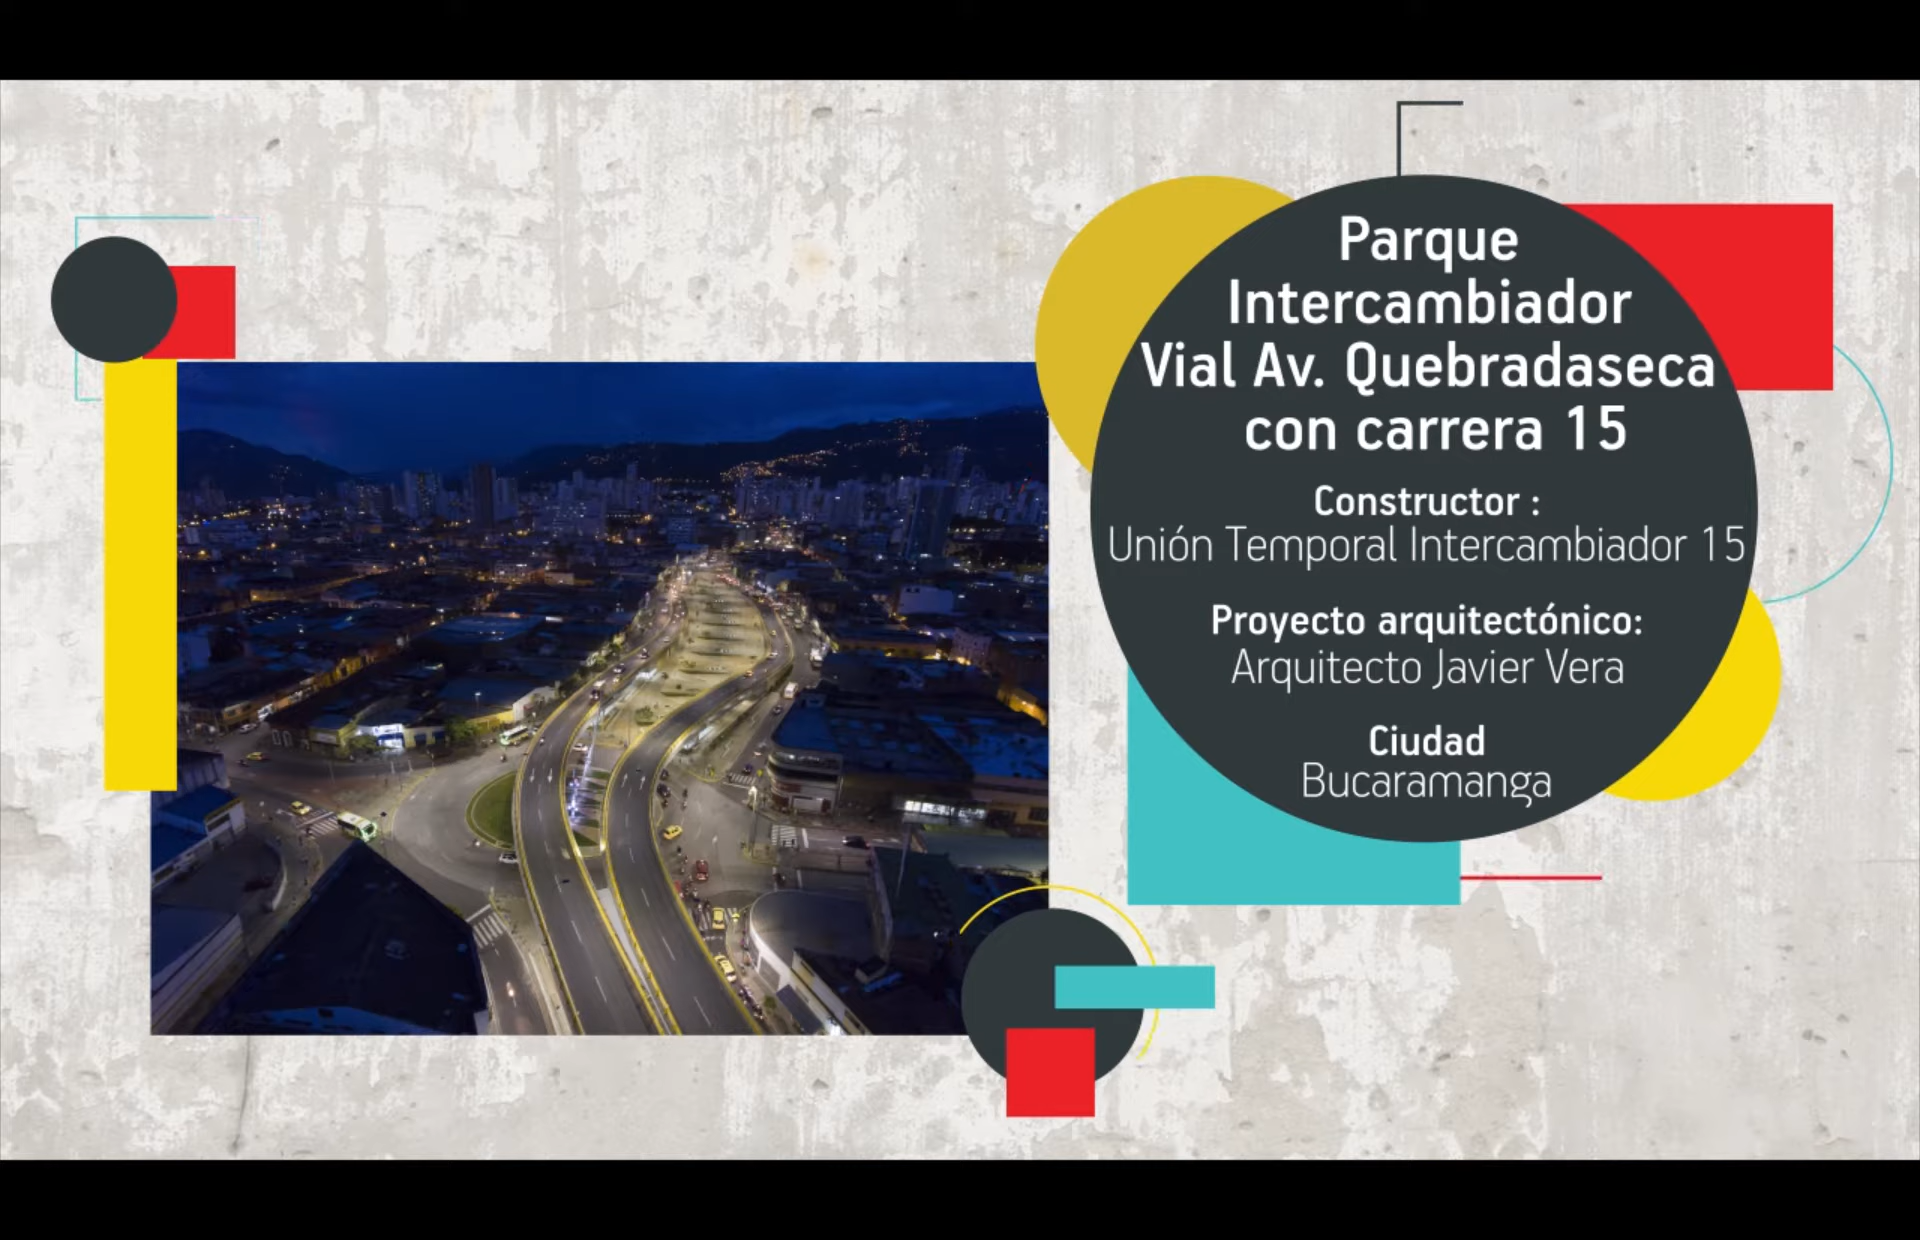 Parque
Intercambiador
Vial Av. Quebradaseca
con carrera 15
Constructor :
Unión Temporal Intercambiador 15
Proyecto arquitectónico:
Arquitecto Javier Vera
Ciudad
Bucaramanga